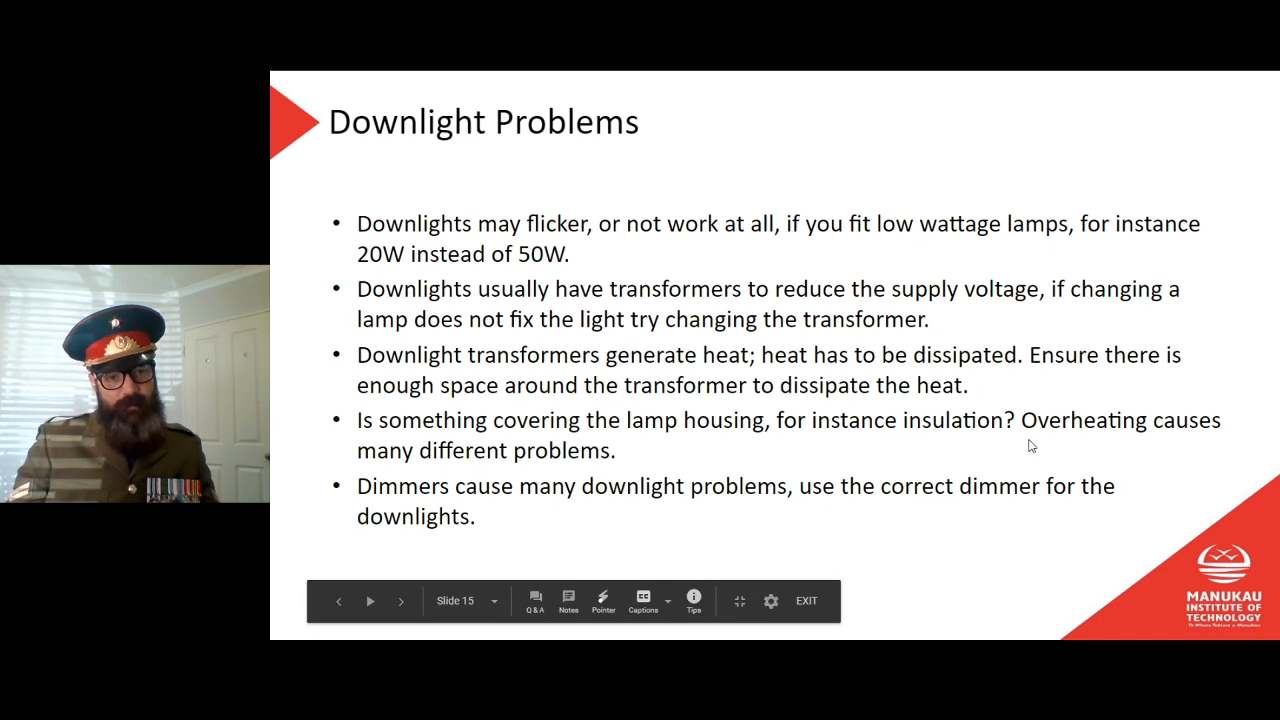 Downlight Problems
• Downlights may flicker, or not work at all, if you fit low wattage lamps, for instance
20W instead of 50W.
• Downlights usually have transformers to reduce the supply voltage, if changing a
lamp does not fix the light try changing the transformer.
• Downlight transformers generate heat; heat has to be dissipated. Ensure there is
enough space around the transformer to dissipate the heat.
• Is something covering the lamp housing, for instance insulation? Overheating causes
many different problems.
• Dimmers cause many downlight problems, use the correct dimmer for the
downlights.
Slide 15
Q & A
Notes
Pointer
Captions
Tips
EXIT
MANUKAU
INSTITUTE OF
TECHNOLOGY